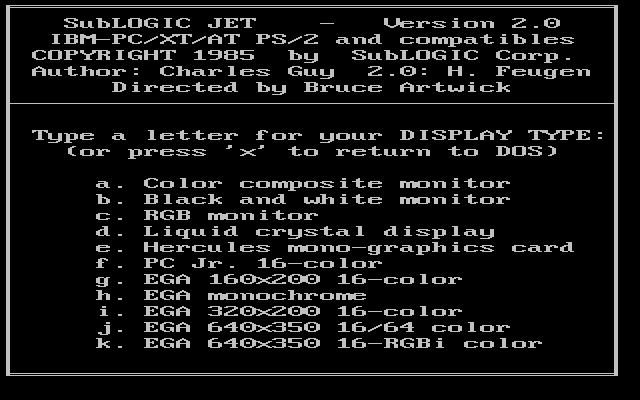 SubLOGIC JET - Version 2.0
IBM-PC/XT/AT PS/2 and compatibles
COPYRIGHT 1985 by SubLOGIC Corp.
Author: Charles Guy 2.0: H. Feugen
Directed by Bruce Artwick
Type a letter for your DISPLAY TYPE:
(or press 'x' to return to DOS)
a. Color composite monitor
b. Black and white monitor
c. RGB monitor
d. Liquid crystal display
e. Hercules mono-graphics card
f. PC Jr. 16-color
g. EGA 160x200 16-color
h. EGA monochrome
i. EGA 320x200 16-color
j. EGA 640x350 16/64 color
k. EGA 640x350 16-RGBi color